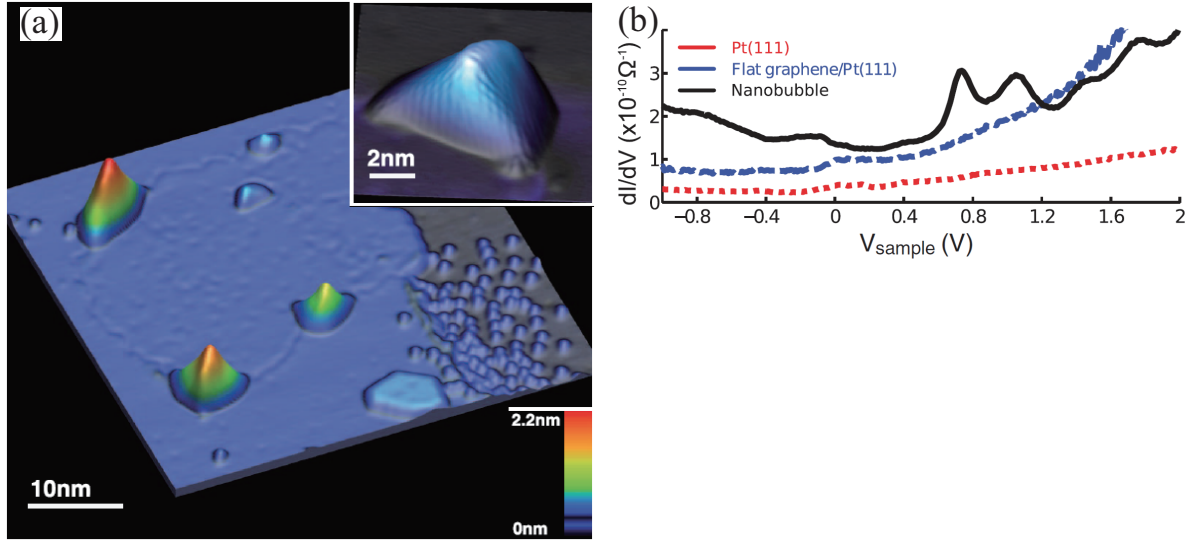 (a)
2nm
10nm
2.2nm
0nm
(b)
Pt(111)
Flat graphene/Pt(111)
Nanobubble
dI/dV (x10⁻¹⁰Ω⁻¹)
4
3
2
1
0
−0.8 −0.4 0 0.4 0.8 1.2 1.6 2
Vsample (V)